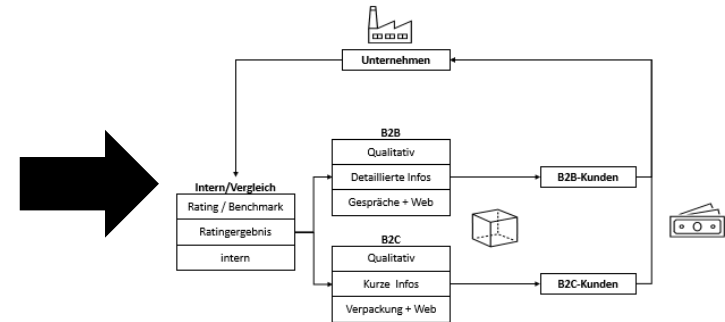 Unternehmen
Intern/Vergleich
Rating / Benchmark
Ratingergebnis
intern
B2B
Qualitativ
Detaillierte Infos
Gespräche + Web
B2C
Qualitativ
Kurze Infos
Verpackung + Web
B2B-Kunden
B2C-Kunden